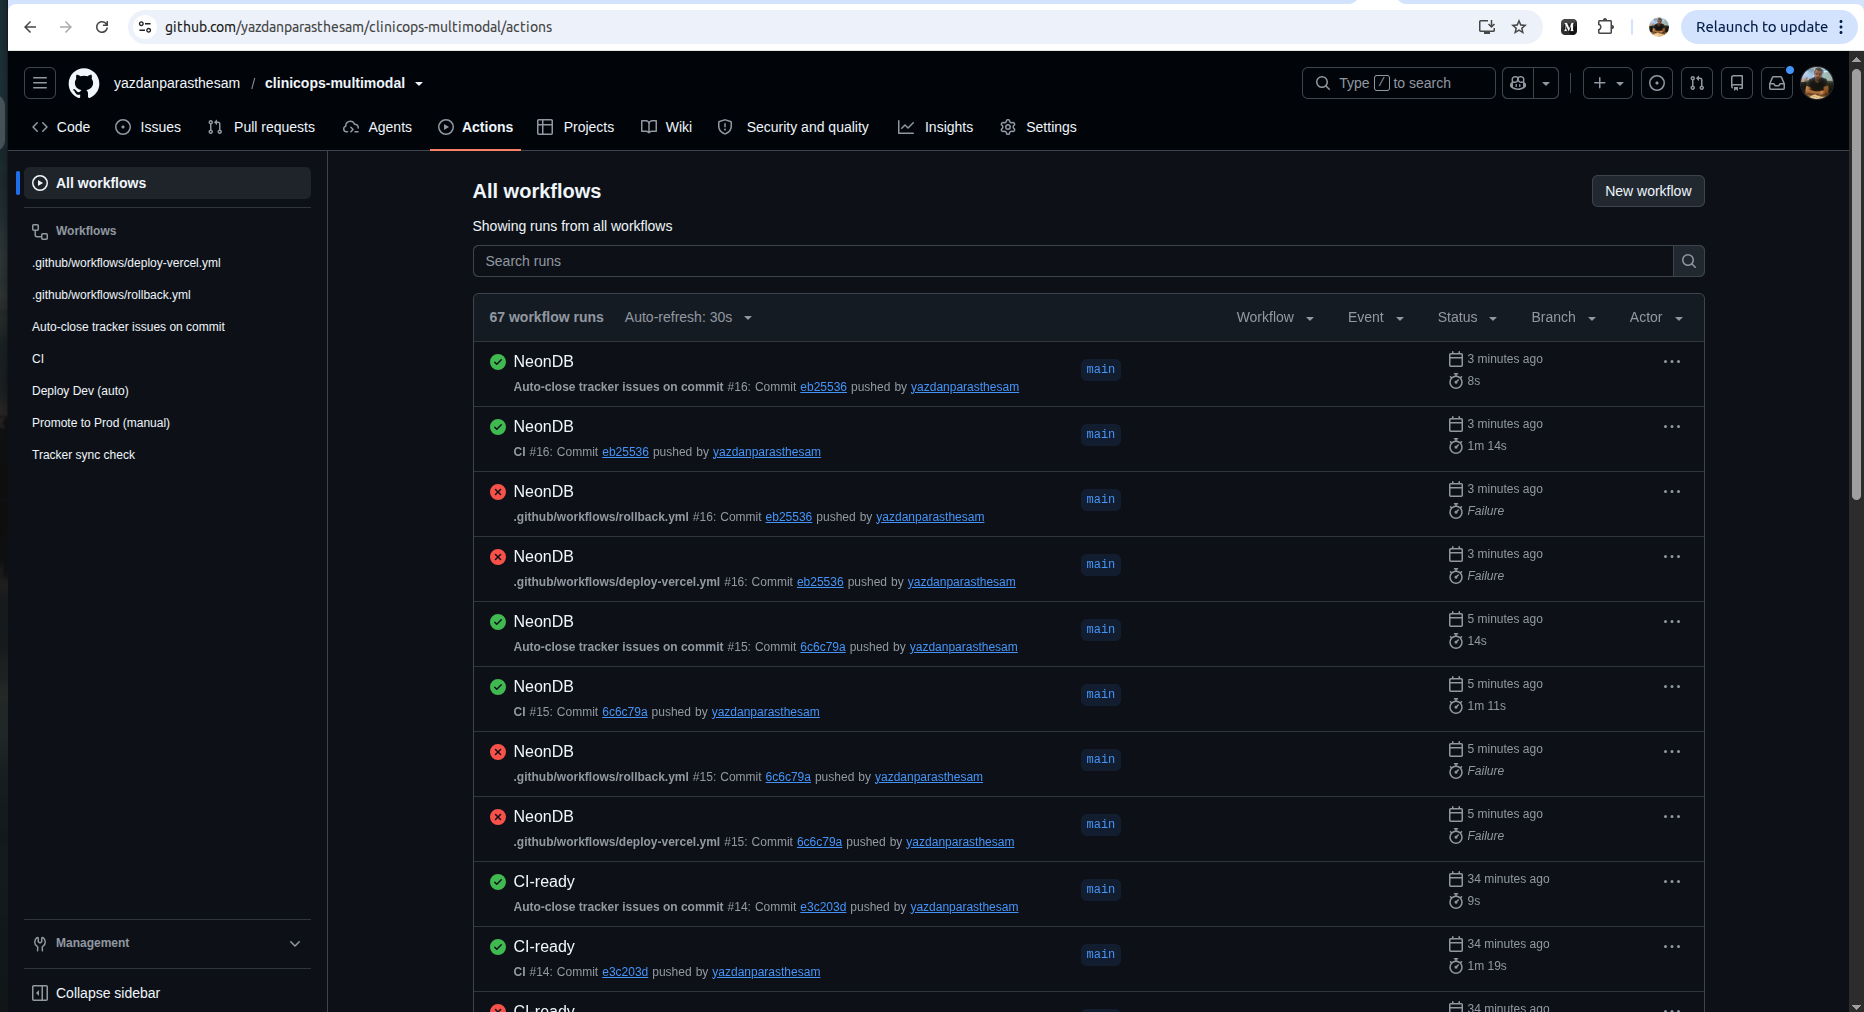 github.com/yazdanparasthesam/clinicops-multimodal/actions
M
Relaunch to update
yazdanparasthesam / clinicops-multimodal
Type / to search
Code
Issues
Pull requests
Agents
Actions
Projects
Wiki
Security and quality
Insights
Settings
All workflows
Workflows
.github/workflows/deploy-vercel.yml
.github/workflows/rollback.yml
Auto-close tracker issues on commit
CI
Deploy Dev (auto)
Promote to Prod (manual)
Tracker sync check
Management
Collapse sidebar
All workflows
New workflow
Showing runs from all workflows
Search runs
67 workflow runs Auto-refresh: 30s Workflow Event Status Branch Actor
NeonDB
main
3 minutes ago
Auto-close tracker issues on commit #16: Commit eb25536 pushed by yazdanparasthesam
8s
NeonDB
main
3 minutes ago
CI #16: Commit eb25536 pushed by yazdanparasthesam
1m 14s
NeonDB
main
3 minutes ago
.github/workflows/rollback.yml #16: Commit eb25536 pushed by yazdanparasthesam
Failure
NeonDB
main
3 minutes ago
.github/workflows/deploy-vercel.yml #16: Commit eb25536 pushed by yazdanparasthesam
Failure
NeonDB
main
5 minutes ago
Auto-close tracker issues on commit #15: Commit 6c6c79a pushed by yazdanparasthesam
14s
NeonDB
main
5 minutes ago
CI #15: Commit 6c6c79a pushed by yazdanparasthesam
1m 11s
NeonDB
main
5 minutes ago
.github/workflows/rollback.yml #15: Commit 6c6c79a pushed by yazdanparasthesam
Failure
NeonDB
main
5 minutes ago
.github/workflows/deploy-vercel.yml #15: Commit 6c6c79a pushed by yazdanparasthesam
Failure
CI-ready
main
34 minutes ago
Auto-close tracker issues on commit #14: Commit e3c203d pushed by yazdanparasthesam
9s
CI-ready
main
34 minutes ago
CI #14: Commit e3c203d pushed by yazdanparasthesam
1m 19s
CI-ready
34 minutes ago